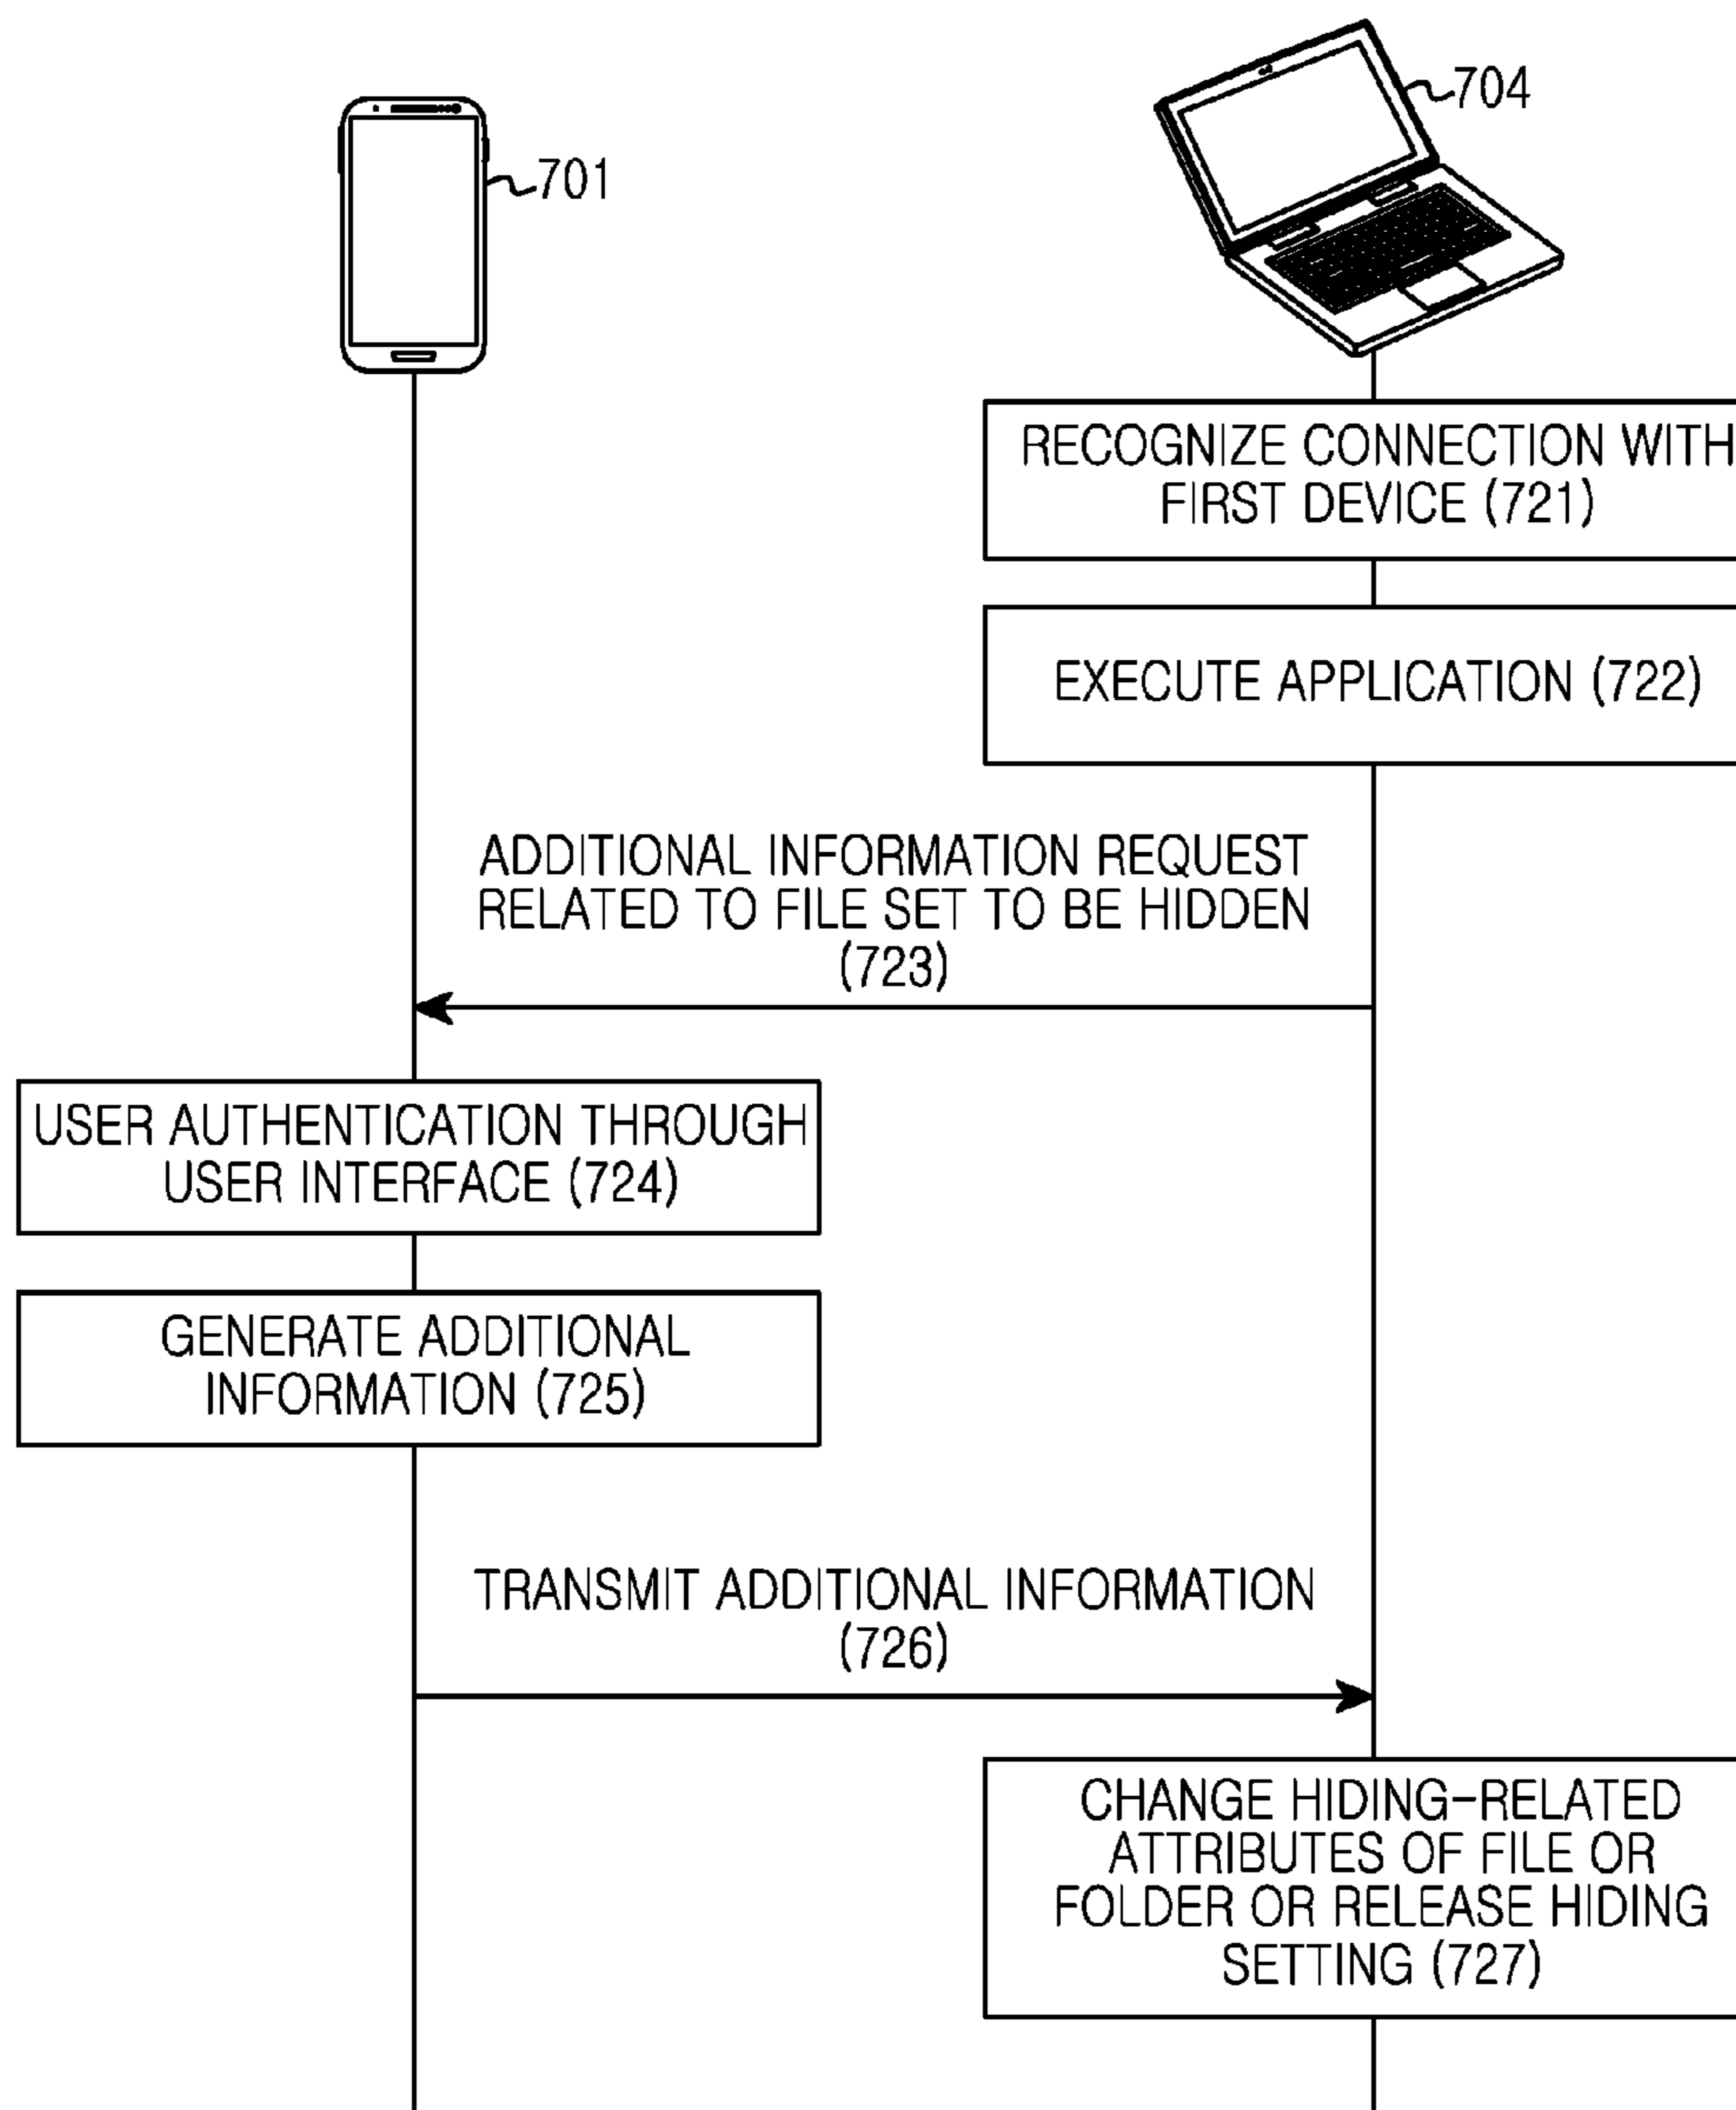 704
701
RECOGNIZE CONNECTION WITH
FIRST DEVICE (721)
EXECUTE APPLICATION (722)
ADDITIONAL INFORMATION REQUEST
RELATED TO FILE SET TO BE HIDDEN
(723)
USER AUTHENTICATION THROUGH
USER INTERFACE (724)
GENERATE ADDITIONAL
INFORMATION (725)
TRANSMIT ADDITIONAL INFORMATION
(726)
CHANGE HIDING-RELATED
ATTRIBUTES OF FILE OR
FOLDER OR RELEASE HIDING
SETTING (727)